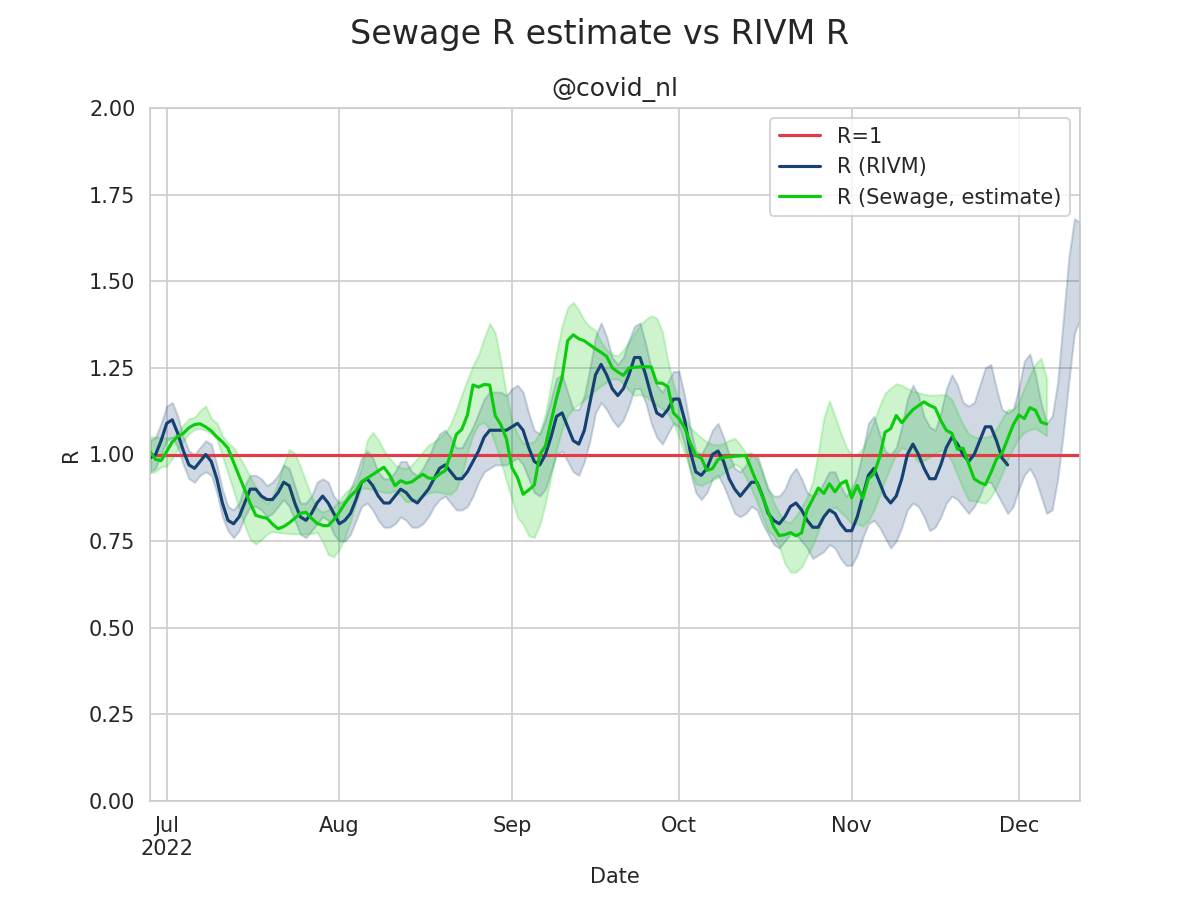 Sewage R estimate vs RIVM R
@covid_nl
R=1
R (RIVM)
R (Sewage, estimate)
2.00
1.75
1.50
1.25
1.00
0.75
0.50
0.25
0.00
R
Jul Aug Sep Oct Nov Dec
2022
Date